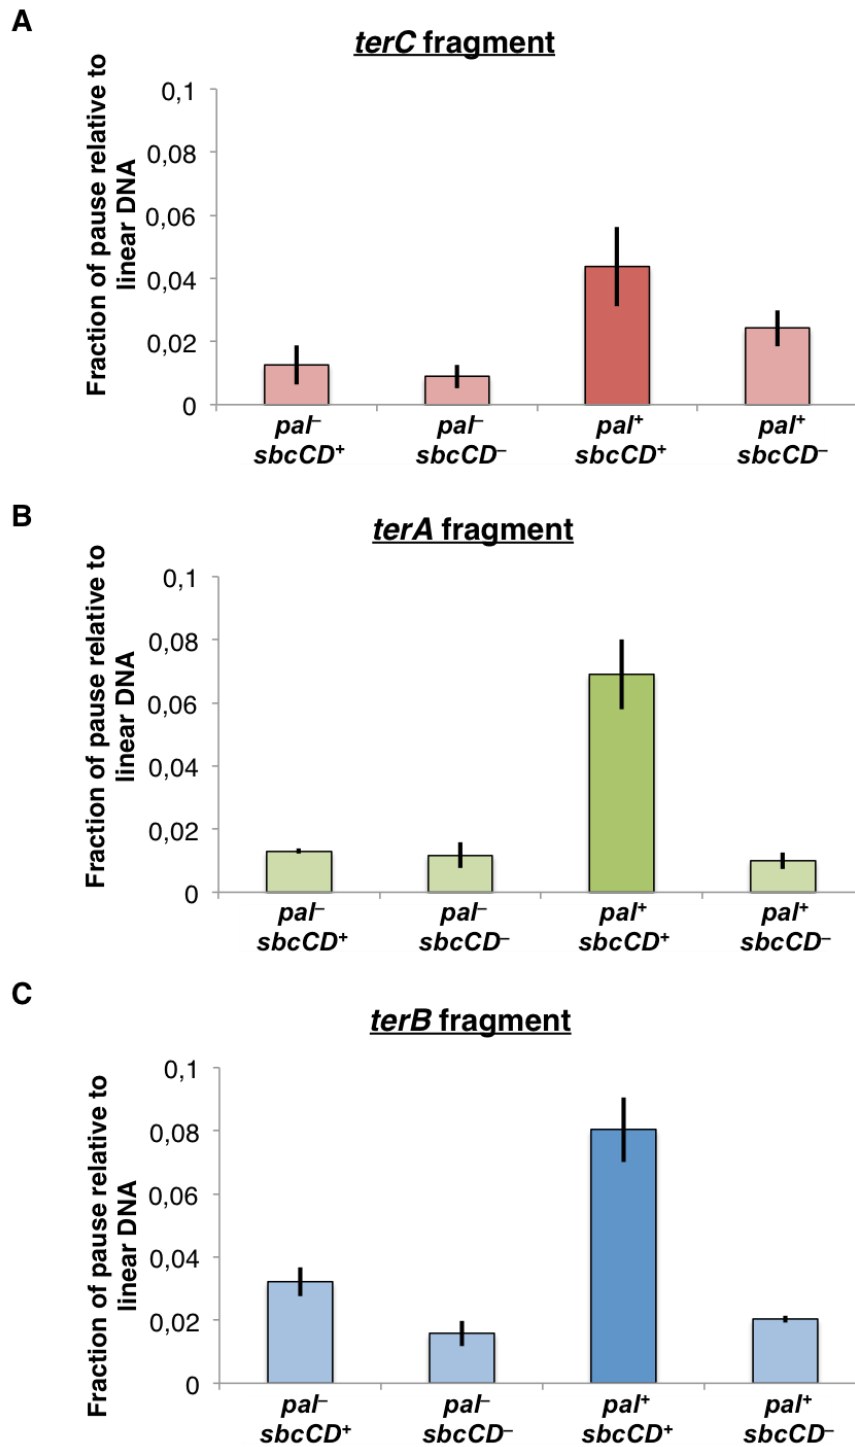 A
terC fragment
Fraction of pause relative to
linear DNA
0,1
0,08
0,06
0,04
0,02
0
pal– pal– pal+ pal+
sbcCD+ sbcCD– sbcCD+ sbcCD–
B
terA fragment
Fraction of pause relative to
linear DNA
0,1
0,08
0,06
0,04
0,02
0
pal– pal– pal+ pal+
sbcCD+ sbcCD– sbcCD+ sbcCD–
C
terB fragment
Fraction of pause relative to
linear DNA
0,1
0,08
0,06
0,04
0,02
0
pal– pal– pal+ pal+
sbcCD+ sbcCD– sbcCD+ sbcCD–